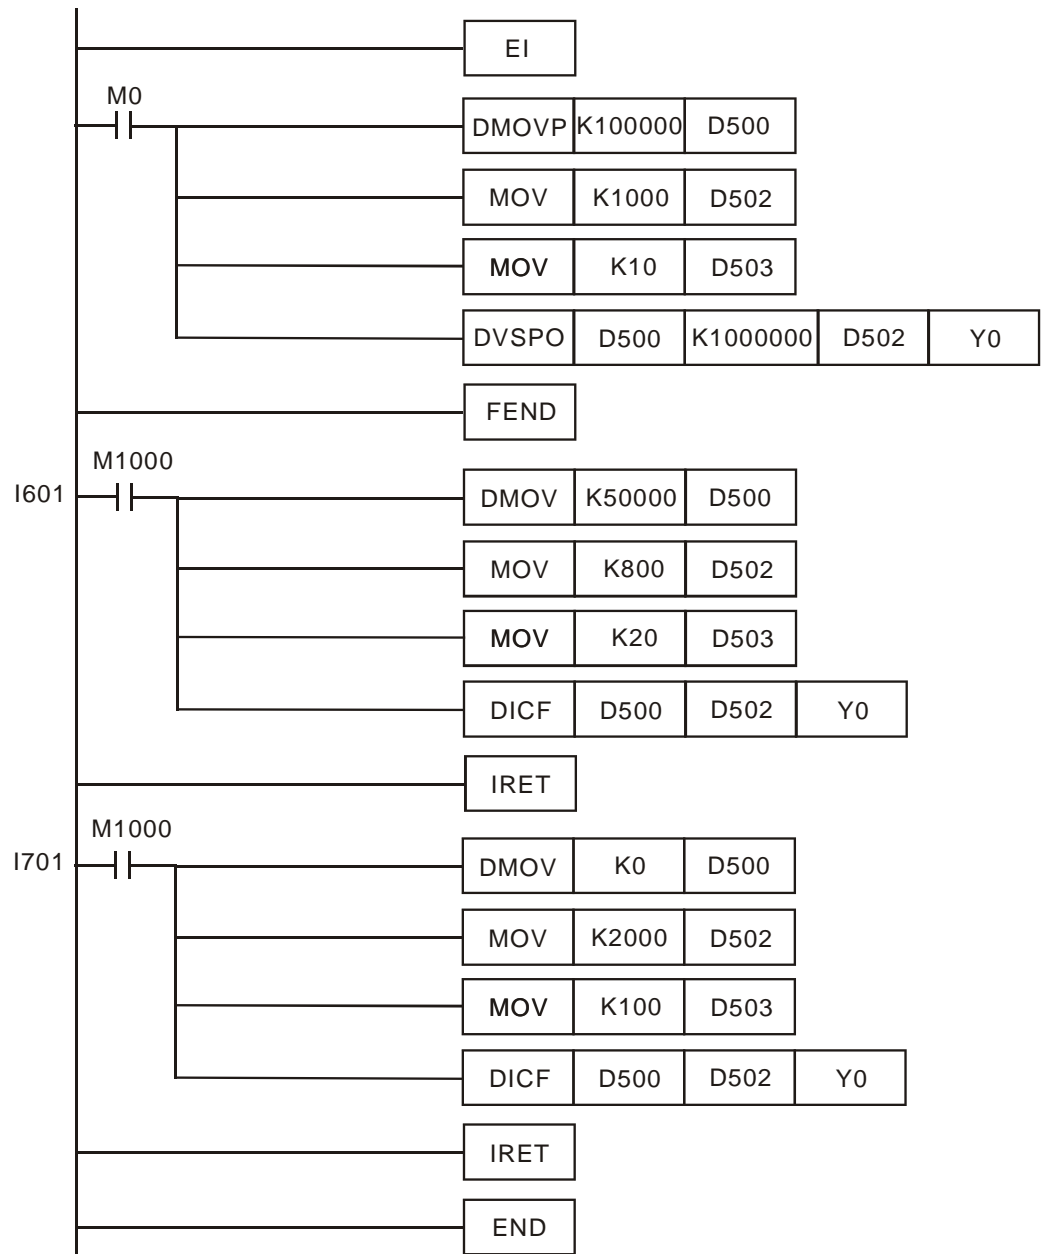 EI
M0
DMOVP K100000 D500
MOV K1000 D502
MOV K10 D503
DVSPO D500 K1000000 D502 Y0
FEND
M1000
I601
DMOV K50000 D500
MOV K800 D502
MOV K20 D503
DICF D500 D502 Y0
IRET
M1000
I701
DMOV K0 D500
MOV K2000 D502
MOV K100 D503
DICF D500 D502 Y0
IRET
END